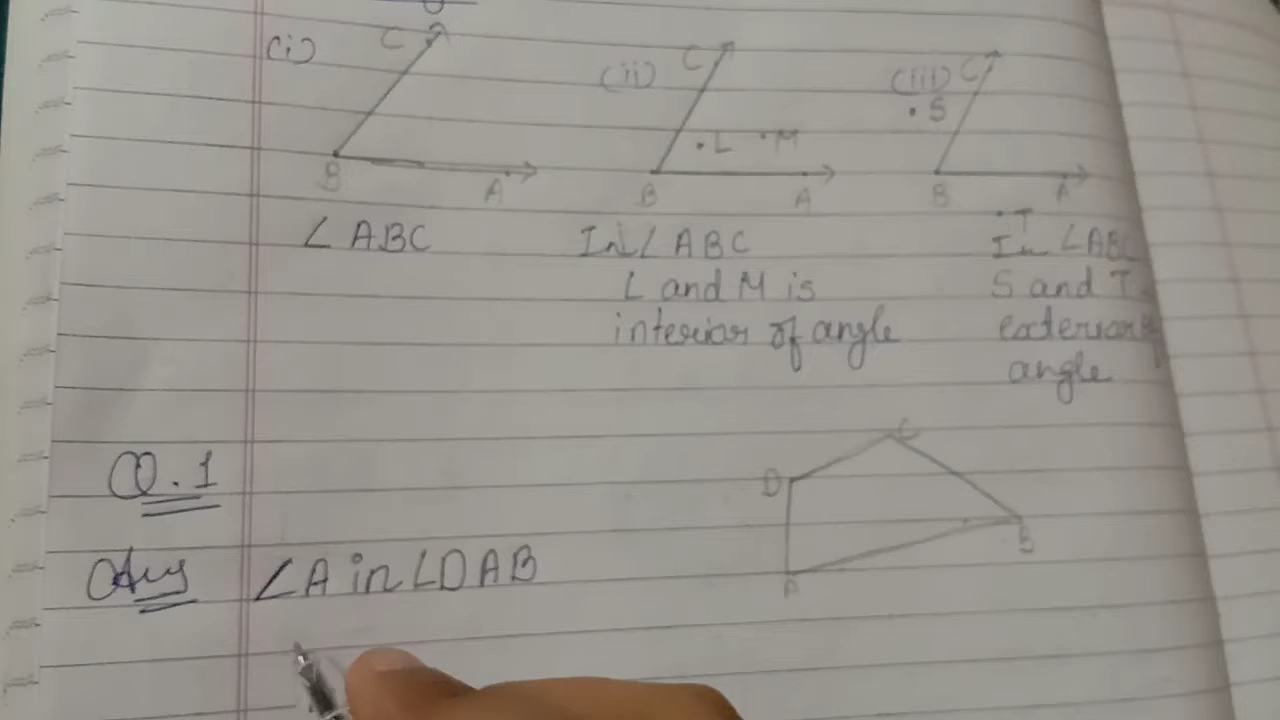 (i) C
B A
∠ABC
(ii) C
.L .M
B A
In ∠ABC
L and M is
interior of angle
(iii) C
.S
B A
.T
In ∠ABC
S and T
exterior of
angle
Q.1
D C B A
Ans ∠A in ∠DAB